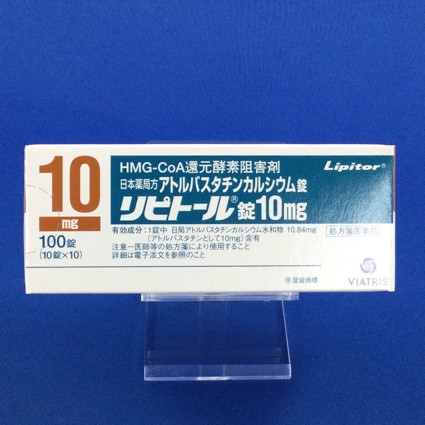 10
mg
100錠
(10錠×10)
HMG-CoA還元酵素阻害剤
Lipitor®
日本薬局方アトルバスタチンカルシウム錠
リピトール®錠10mg
有効成分:1錠中 日局アトルバスタチンカルシウム水和物 10.84mg
(アトルバスタチンとして10mg) 含有
処方箋医薬品
注意-医師等の処方箋により使用すること
詳細は電子添文を参照のこと
®登録商標
VIATRIS